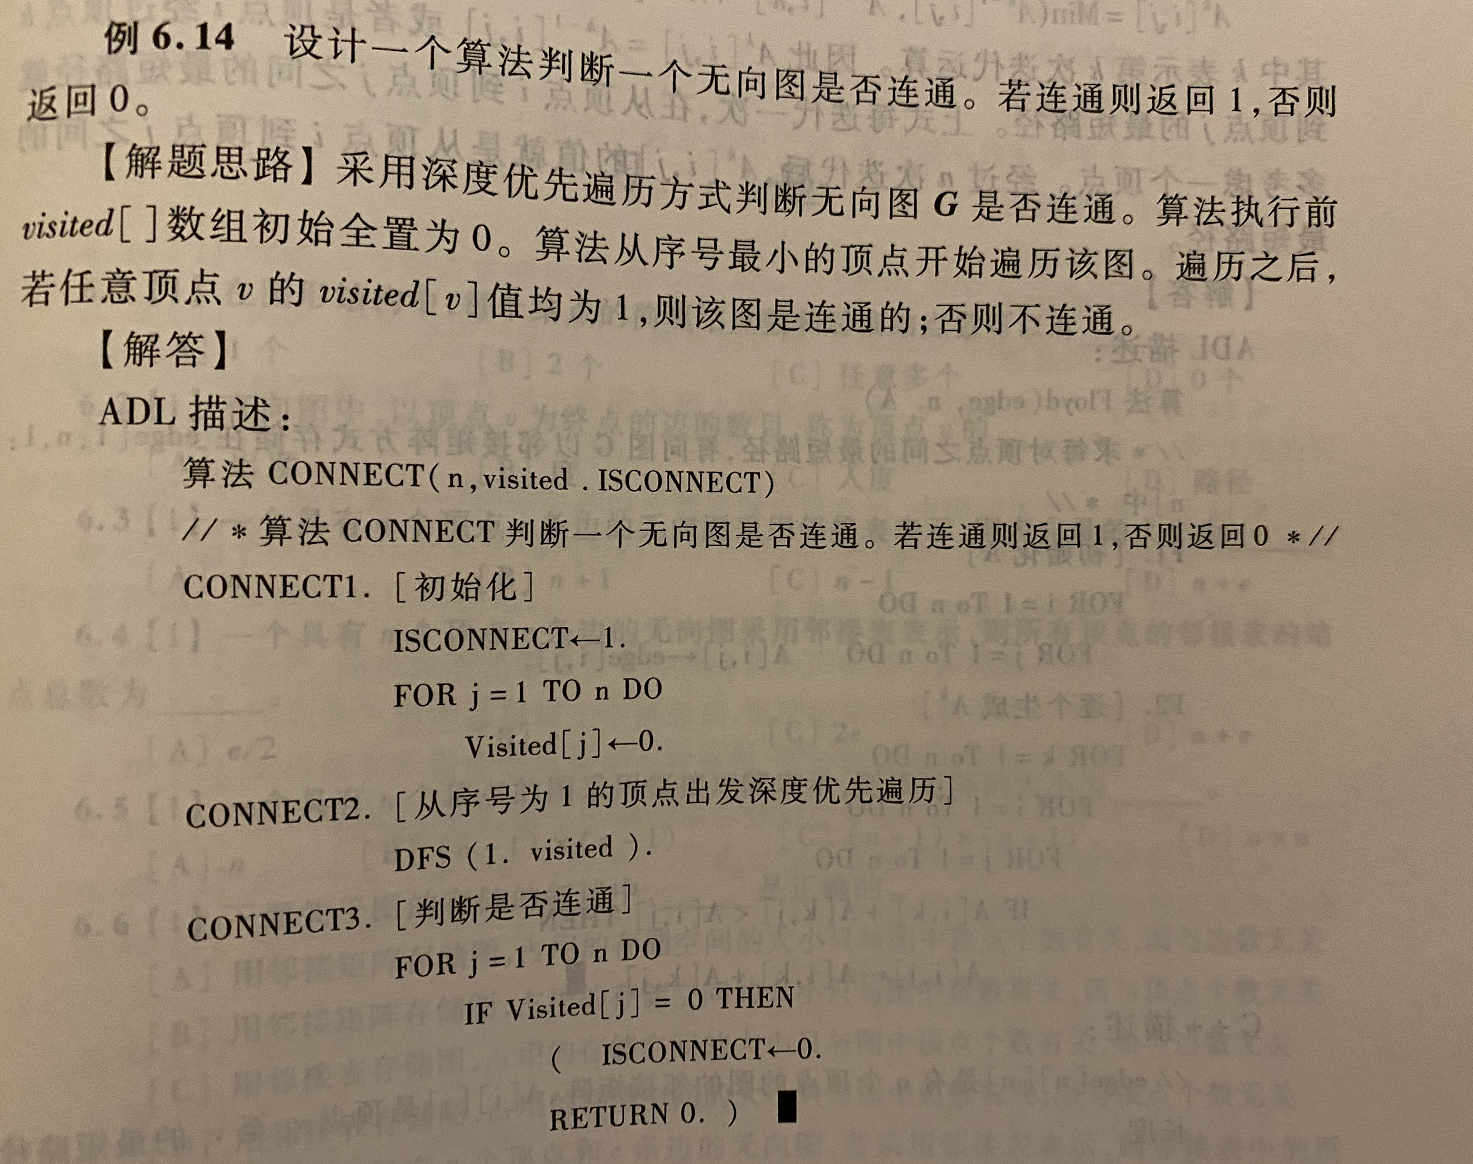 例 6.14 设计一个算法判断一个无向图是否连通。若连通则返回 1,否则
返回 0。
【解题思路】采用深度优先遍历方式判断无向图 G 是否连通。算法执行前
visited[ ]数组初始全置为 0。算法从序号最小的顶点开始遍历该图。遍历之后,
若任意顶点 v 的 visited[v]值均为 1,则该图是连通的;否则不连通。
【解答】
ADL 描述:
算法 CONNECT(n,visited . ISCONNECT)
// * 算法 CONNECT 判断一个无向图是否连通。若连通则返回1,否则返回0 * //
CONNECT1. [初始化]
ISCONNECT←1.
FOR j = 1 TO n DO
Visited[j]←0.
CONNECT2. [从序号为 1 的顶点出发深度优先遍历]
DFS (1. visited ).
CONNECT3. [判断是否连通]
FOR j = 1 TO n DO
IF Visited[j] = 0 THEN
( ISCONNECT←0.
RETURN 0. ) ▮